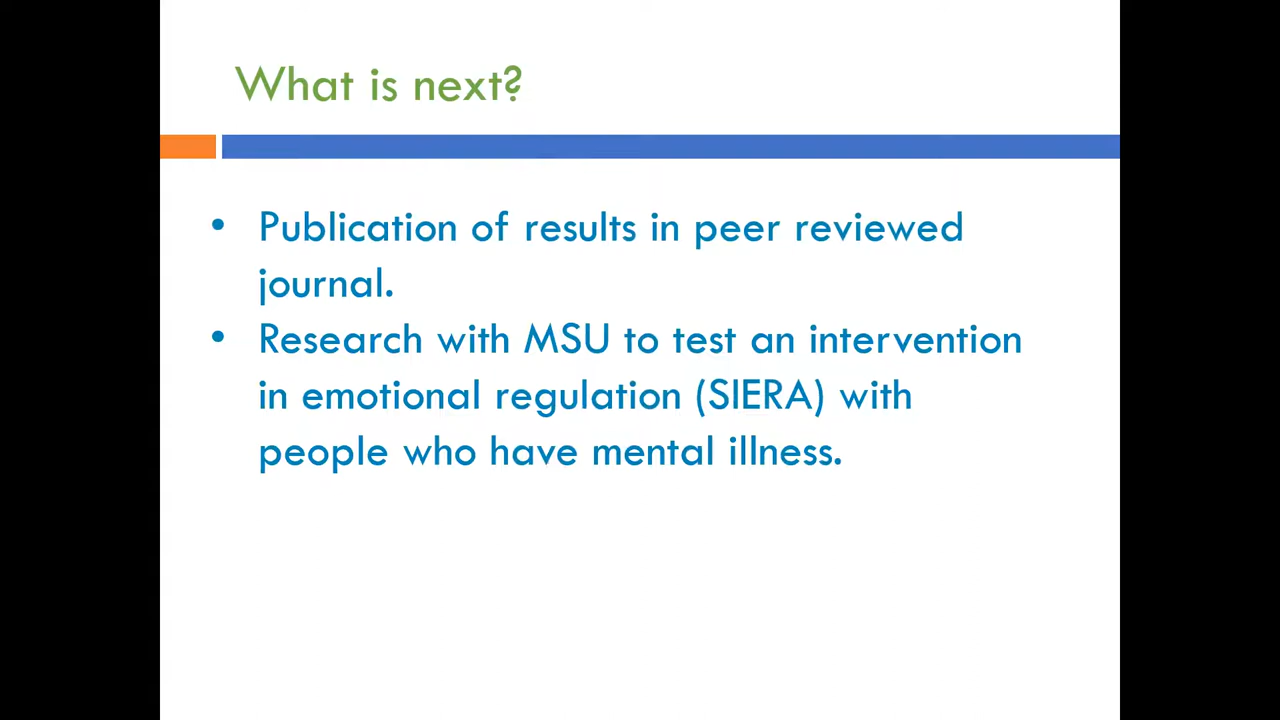 What is next?
• Publication of results in peer reviewed
journal.
• Research with MSU to test an intervention
in emotional regulation (SIERA) with
people who have mental illness.